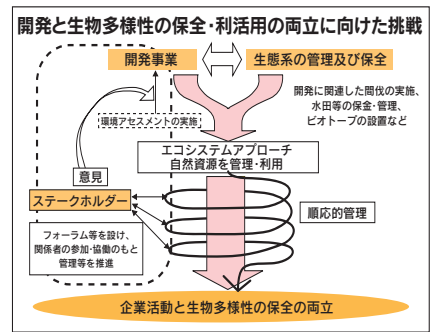 開発と生物多様性の保全・利活用の両立に向けた挑戦
開発事業
生態系の管理及び保全
開発に関連した間伐の実施、
水田等の保金・管理、
ビオトープの設置など
環境アセスメントの実施
エコシステムアプローチ
自然資源を管理・利用
意見
ステークホルダー
順応的管理
フォーラム等を設け、
関係者の参加・協働のもと
管理等を推進
企業活動と生物多様性の保全の両立